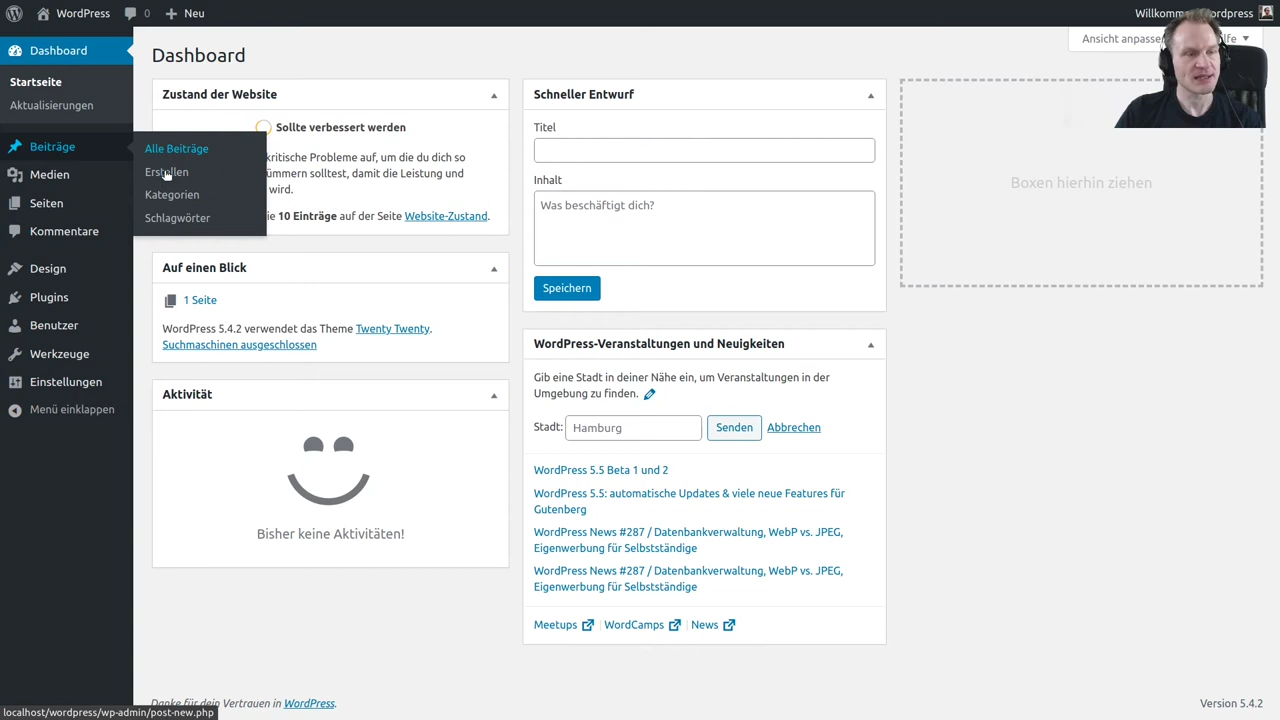 WordPress 0 Neu
Dashboard
Startseite
Aktualisierungen
Beiträge
Medien
Seiten
Kommentare
Design
Plugins
Benutzer
Werkzeuge
Einstellungen
Menü einklappen
Alle Beiträge
Erstellen
Kategorien
Schlagwörter
Ansicht anpassen
Dashboard
Zustand der Website
Sollte verbessert werden
kritische Probleme auf, um die du dich so
kümmern solltest, damit die Leistung und
wird.
die 10 Einträge auf der Seite Website-Zustand.
Auf einen Blick
1 Seite
WordPress 5.4.2 verwendet das Theme Twenty Twenty.
Suchmaschinen ausgeschlossen
Aktivität
Bisher keine Aktivitäten!
Schneller Entwurf
Titel
Inhalt
Was beschäftigt dich?
Speichern
WordPress-Veranstaltungen und Neuigkeiten
Gib eine Stadt in deiner Nähe ein, um Veranstaltungen in der
Umgebung zu finden.
Stadt: Hamburg Senden Abbrechen
WordPress 5.5 Beta 1 und 2
WordPress 5.5: automatische Updates & viele neue Features für
Gutenberg
WordPress News #287 / Datenbankverwaltung, WebP vs. JPEG,
Eigenwerbung für Selbstständige
WordPress News #287 / Datenbankverwaltung, WebP vs. JPEG,
Eigenwerbung für Selbstständige
Meetups WordCamps News
Boxen hierhin ziehen
Danke für dein Vertrauen in WordPress.
Version 5.4.2
localhost/wordpress/wp-admin/post-new.php